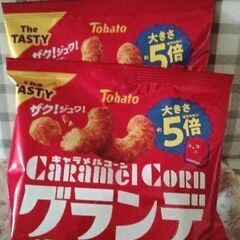 The
TASTY
Tohato
ザク!ジュワ!
大きさ
約5倍
The
TASTY
Tohato
ザク!ジュワ!
大きさ
約5倍
キャラメルコーン
Caramel Corn
グランデ